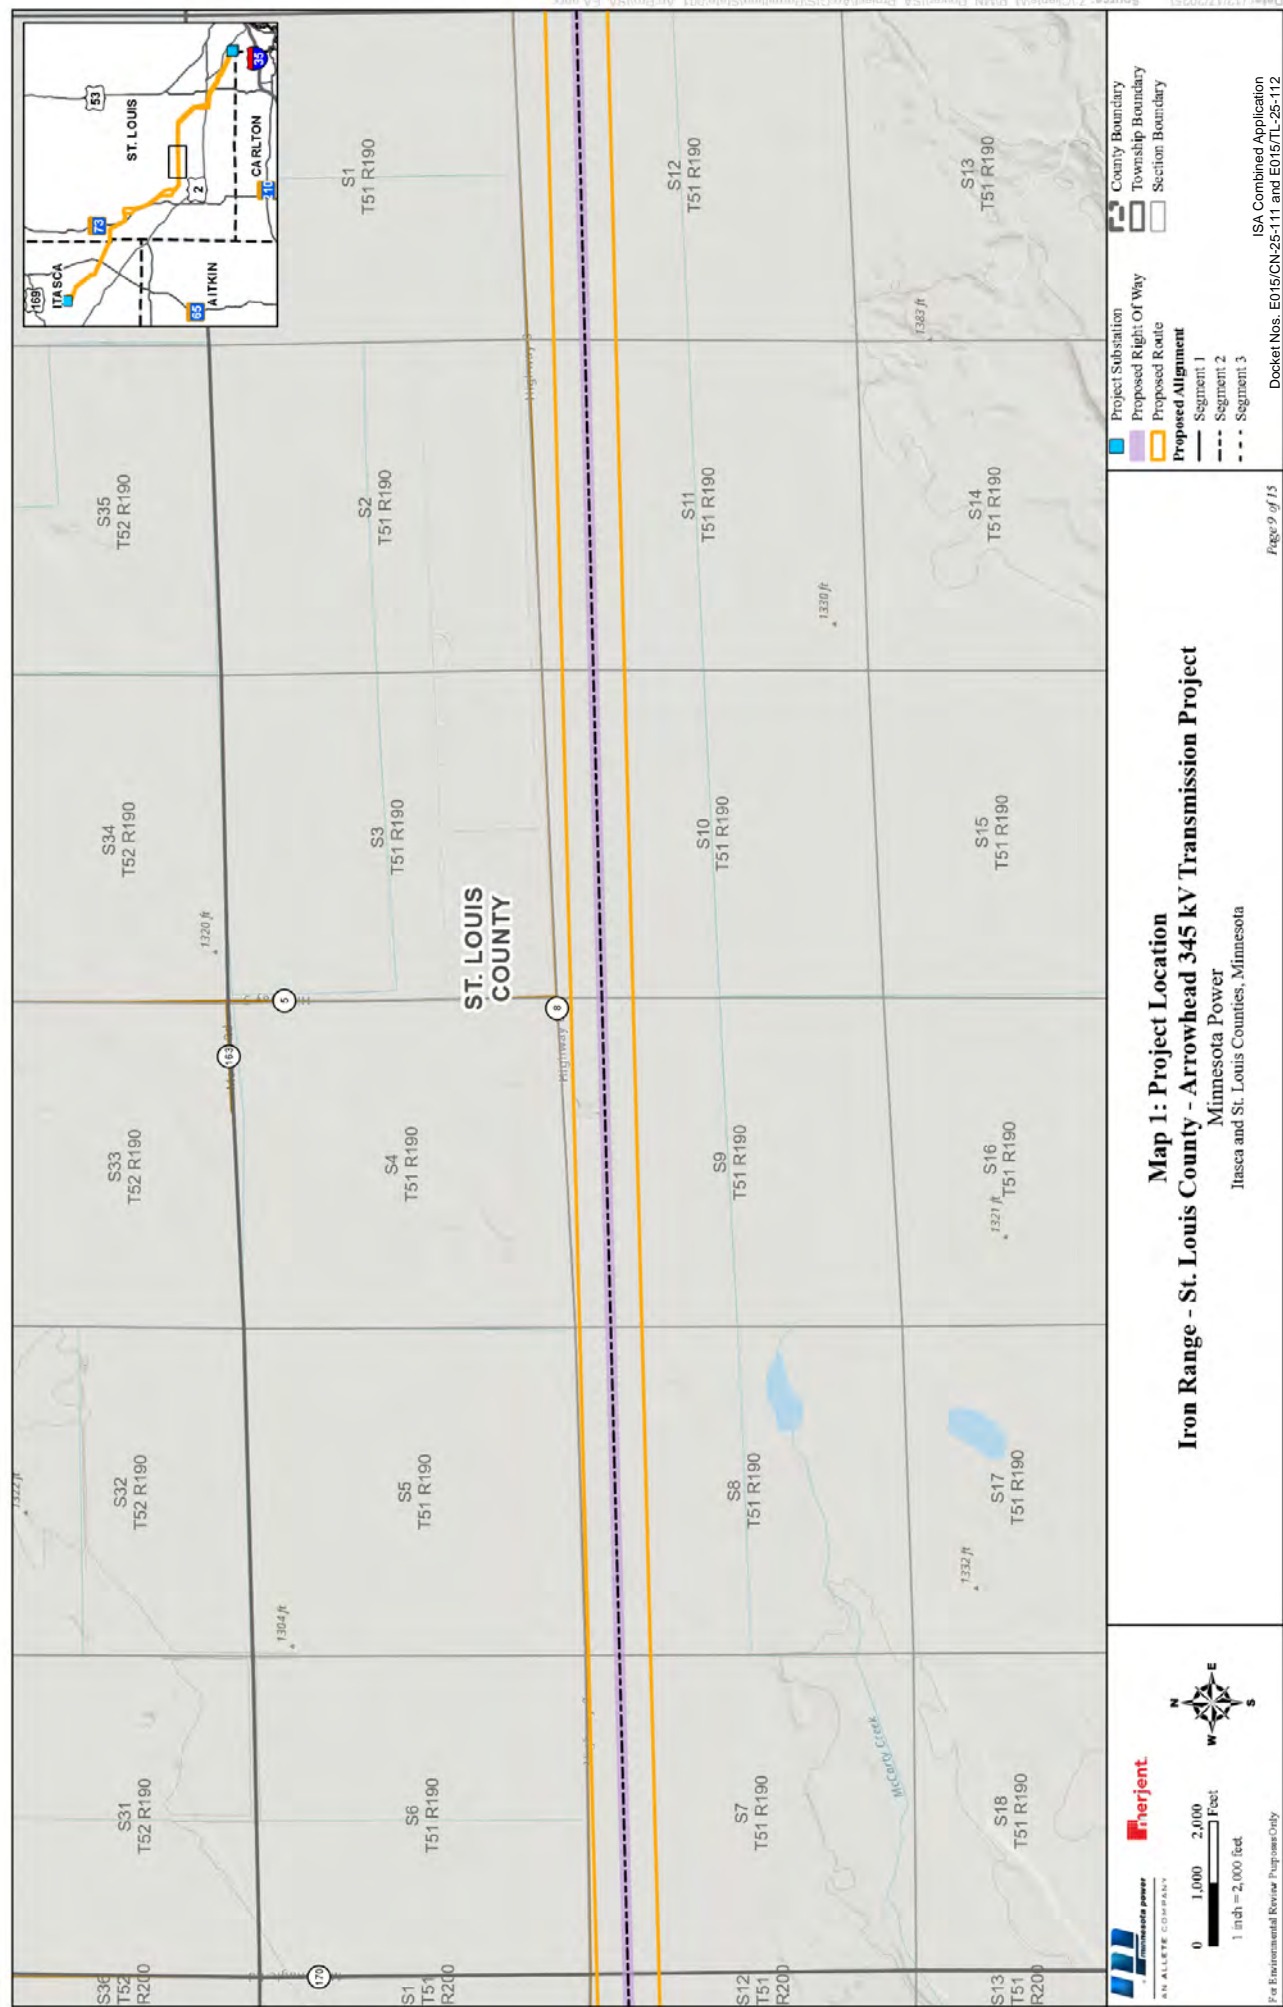 S36
T52
R200
S31
T52 R190
S32
T52 R190
S33
T52 R190
S34
T52 R190
S35
T52 R190
1322 ft
1304 ft
1320 ft
163
5
170
S1
T51
R200
S6
T51 R190
S5
T51 R190
S4
T51 R190
S3
T51 R190
S2
T51 R190
S1
T51 R190
ST. LOUIS
COUNTY
8
Highway
Highway
S12
T51
R200
S7
T51 R190
S8
T51 R190
S9
T51 R190
S10
T51 R190
S11
T51 R190
S12
T51 R190
1330 ft
1383 ft
McCarty Creek
1332 ft
1321 ft
S13
T51
R200
S18
T51 R190
S17
T51 R190
S16
T51 R190
S15
T51 R190
S14
T51 R190
S13
T51 R190
169
ITASCA
73
53
ST. LOUIS
2
65
AITKIN
CARLTON
210
35
minnesota power
AN ALLETE COMPANY
merjent.
0 1,000 2,000
Feet
1 inch = 2,000 feet
N
W E
S
For Environmental Review Purposes Only
Map 1: Project Location
Iron Range - St. Louis County - Arrowhead 345 kV Transmission Project
Minnesota Power
Itasca and St. Louis Counties, Minnesota
Page 9 of 15
Project Substation
Proposed Right Of Way
Proposed Route
Proposed Alignment
Segment 1
Segment 2
Segment 3
County Boundary
Township Boundary
Section Boundary
ISA Combined Application
Docket Nos. E015/CN-25-111 and E015/TL-25-112